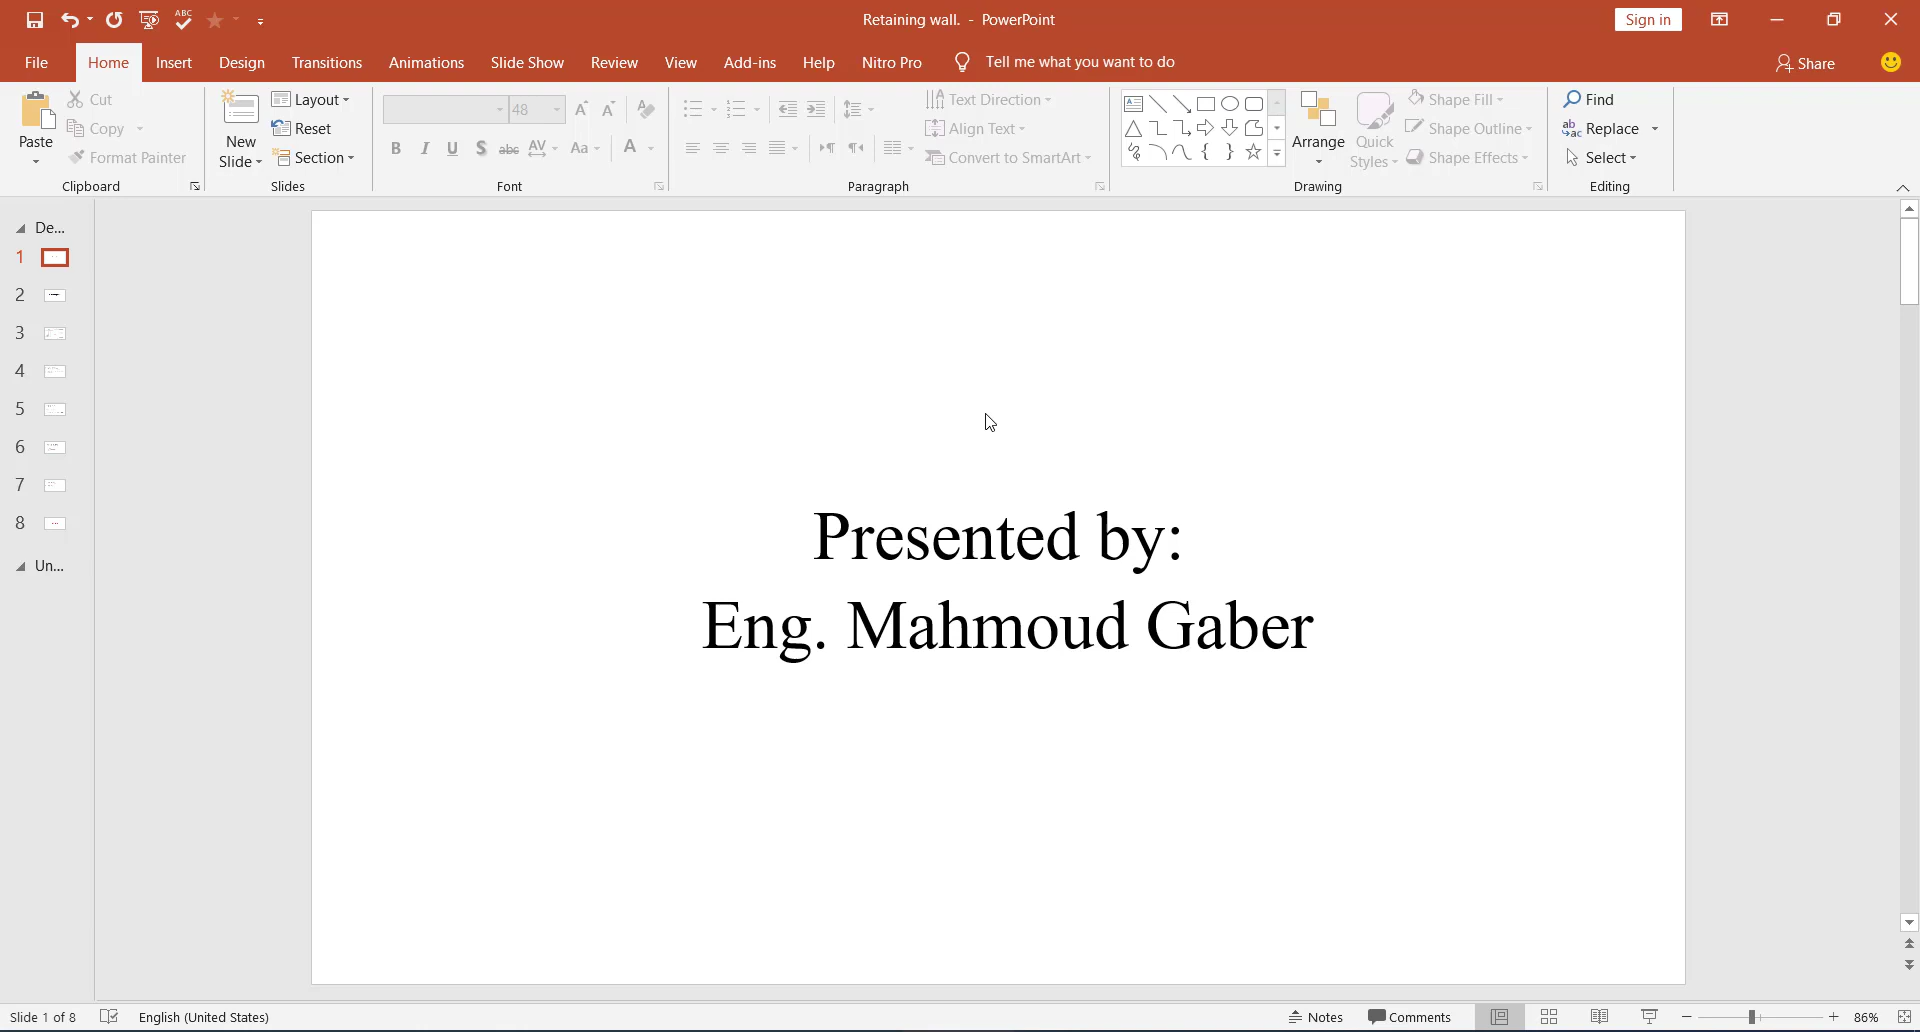 ABC
Retaining wall. - PowerPoint
Sign in
File Home Insert Design Transitions Animations Slide Show Review View Add-ins Help Nitro Pro Tell me what you want to do
Share
Paste
Cut
Copy
Format Painter
Clipboard
New
Slide
Layout
Reset
Section
Slides
48
B I U S abc AV Aa A
Font
Text Direction
Align Text
Convert to SmartArt
Paragraph
Arrange
Quick
Styles
Shape Fill
Shape Outline
Shape Effects
Drawing
Find
Replace
Select
Editing
De...
1
2
3
4
5
6
7
8
Un...
Presented by:
Eng. Mahmoud Gaber
Slide 1 of 8 English (United States) Notes Comments 86%